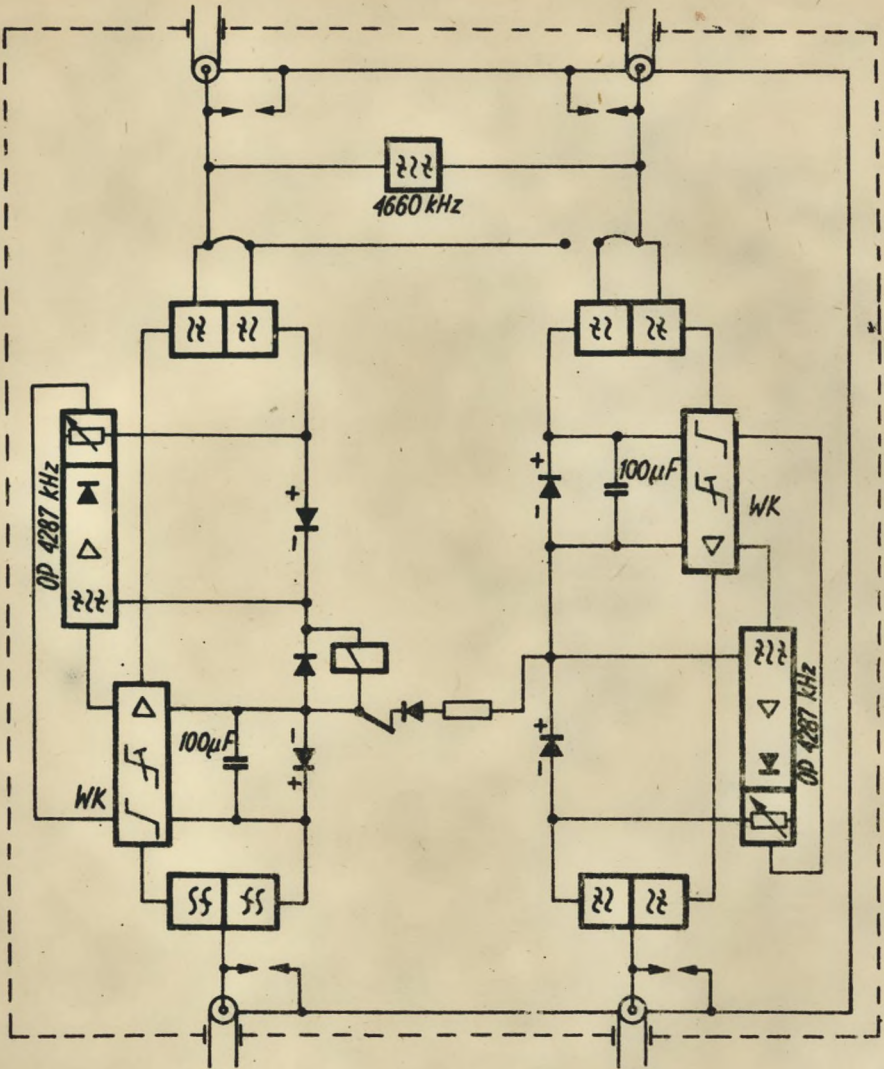 4660 kHz
OP 4287 kHz
+
-
100µF
WK
+
-
100µF
-
+
WK
+
-
OP 4287 kHz